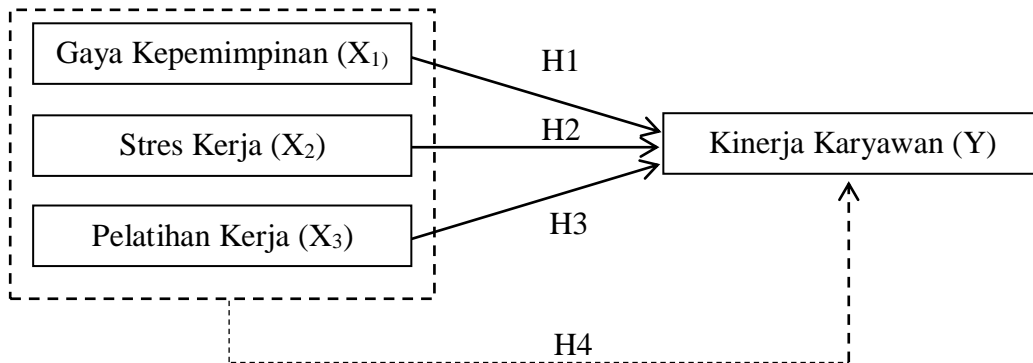 Gaya Kepemimpinan (X₁₎
H1
Stres Kerja (X₂)
H2
Kinerja Karyawan (Y)
Pelatihan Kerja (X₃)
H3
H4